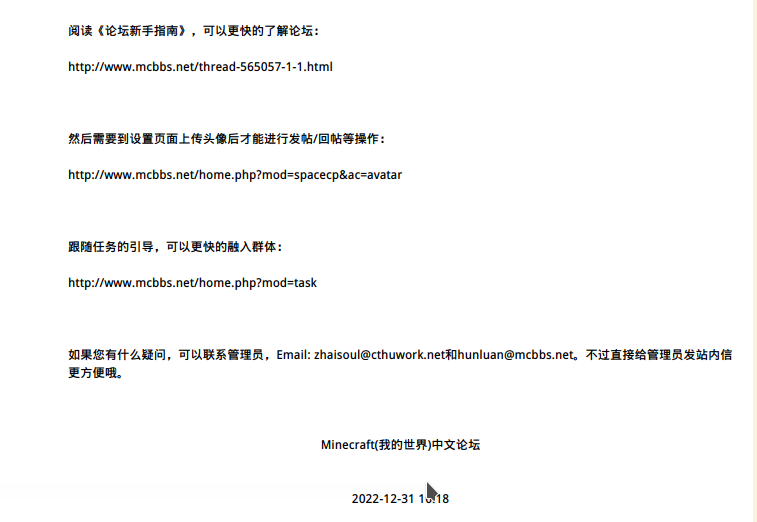 阅读《论坛新手指南》，可以更快的了解论坛：
http://www.mcbbs.net/thread-565057-1-1.html
然后需要到设置页面上传头像后才能进行发帖/回帖等操作：
http://www.mcbbs.net/home.php?mod=spacecp&ac=avatar
跟随任务的引导，可以更快的融入群体：
http://www.mcbbs.net/home.php?mod=task
如果您有什么疑问，可以联系管理员，Email: zhaisoul@cthuwork.net和hunluan@mcbbs.net。不过直接给管理员发站内信
更方便哦。
Minecraft(我的世界)中文论坛
2022-12-31